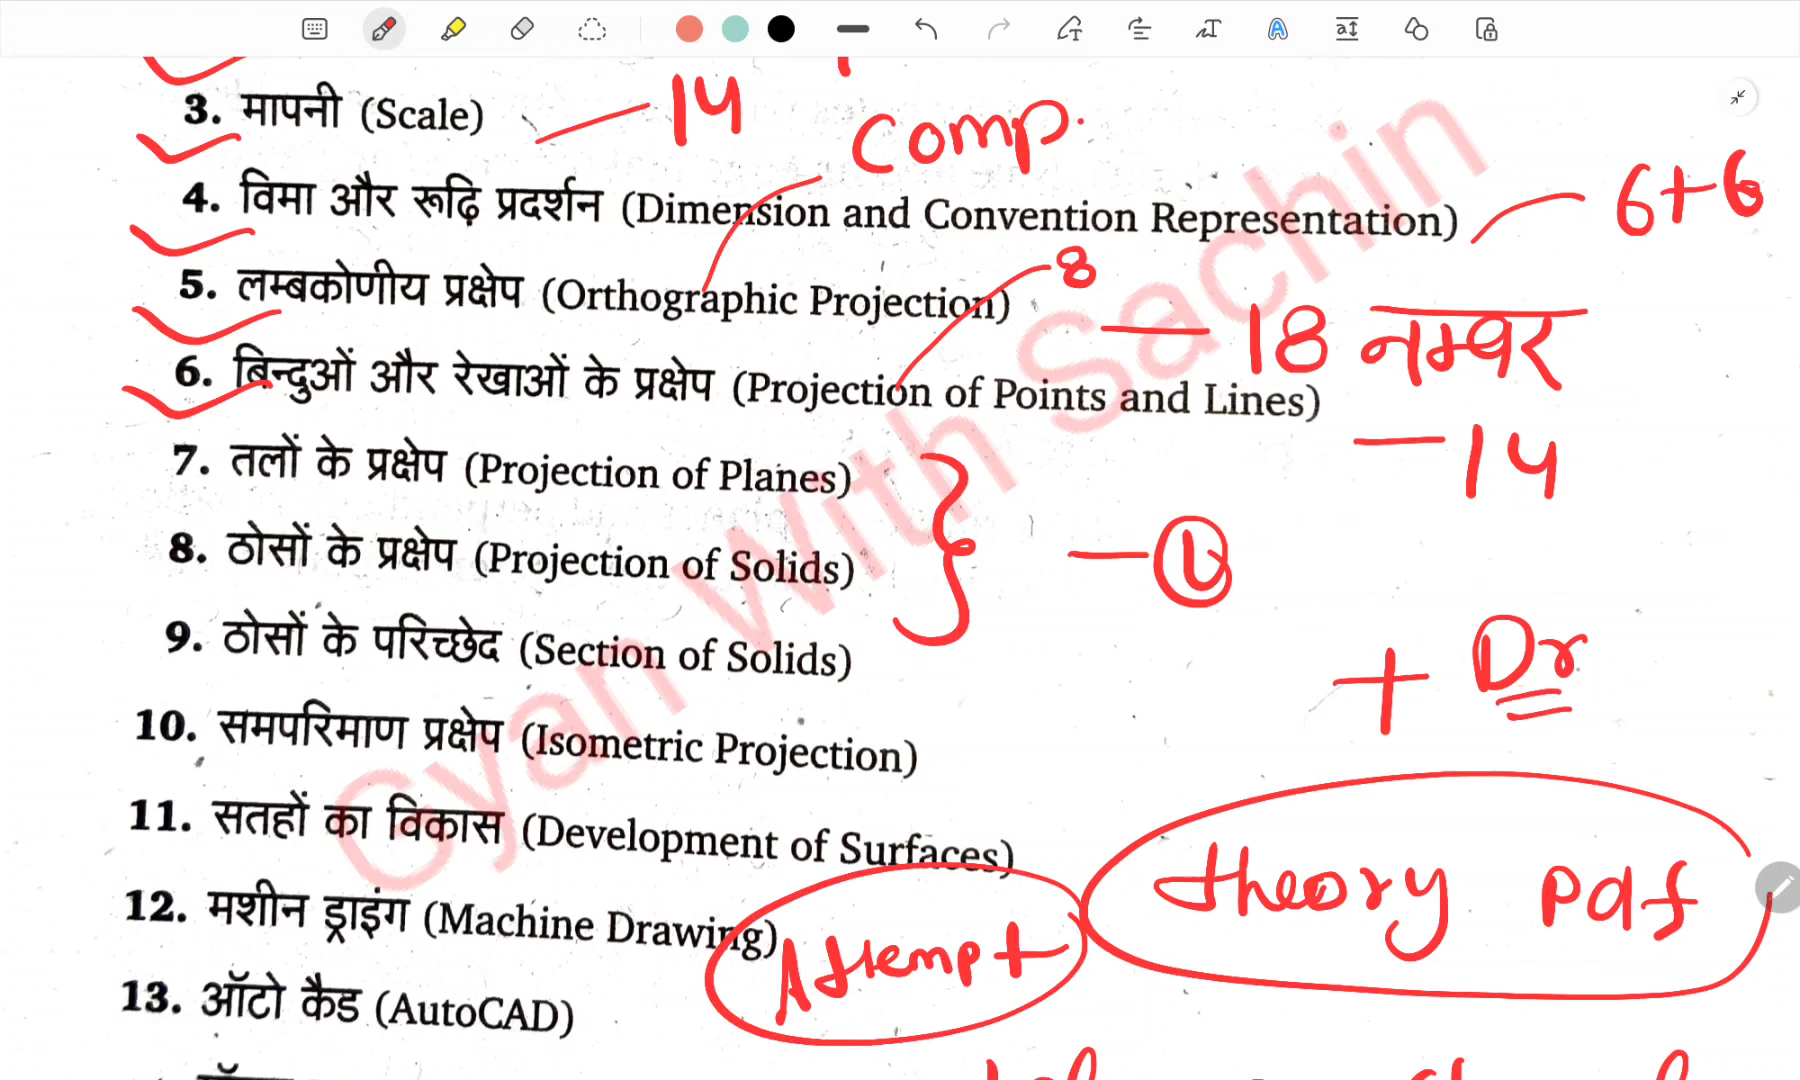 3. मापनी (Scale) — 14
Comp.
4. विमा और रूढ़ि प्रदर्शन (Dimension and Convention Representation) 6+6
8
5. लम्बकोणीय प्रक्षेप (Orthographic Projection) — 18 नम्बर
6. बिन्दुओं और रेखाओं के प्रक्षेप (Projection of Points and Lines)
— 14
7. तलों के प्रक्षेप (Projection of Planes)
8. ठोसों के प्रक्षेप (Projection of Solids)
9. ठोसों के परिच्छेद (Section of Solids)
+ Dr
10. समपरिमाण प्रक्षेप (Isometric Projection)
11. सतहों का विकास (Development of Surfaces)
theory pdf
12. मशीन ड्राइंग (Machine Drawing)
Attempt
13. ऑटो कैड (AutoCAD)
Gyan With Sachin